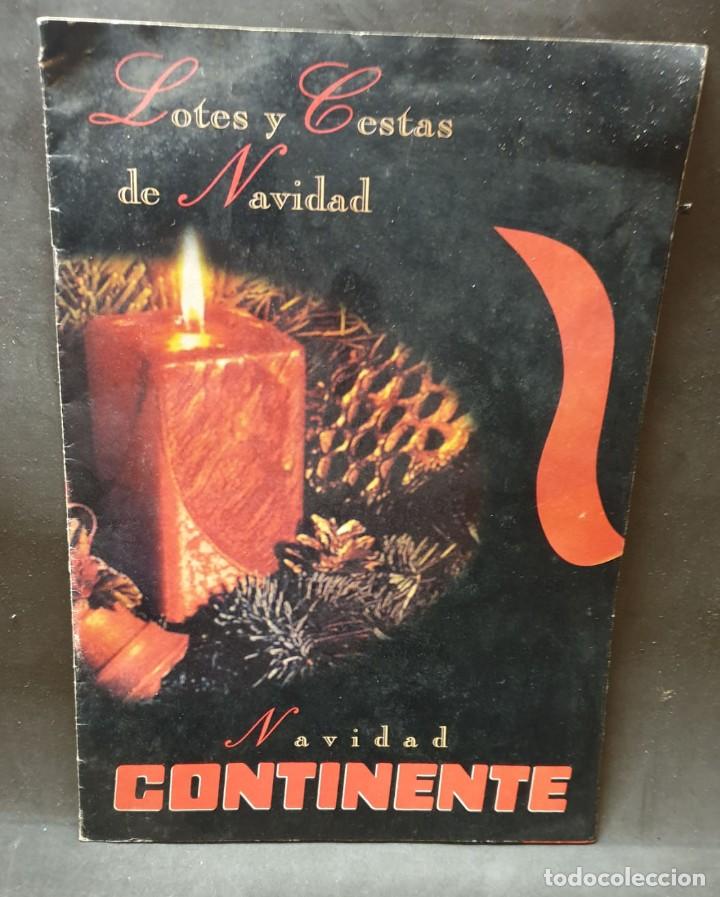 Lotes y Cestas
de Navidad
Navidad
CONTINENTE
todocoleccion